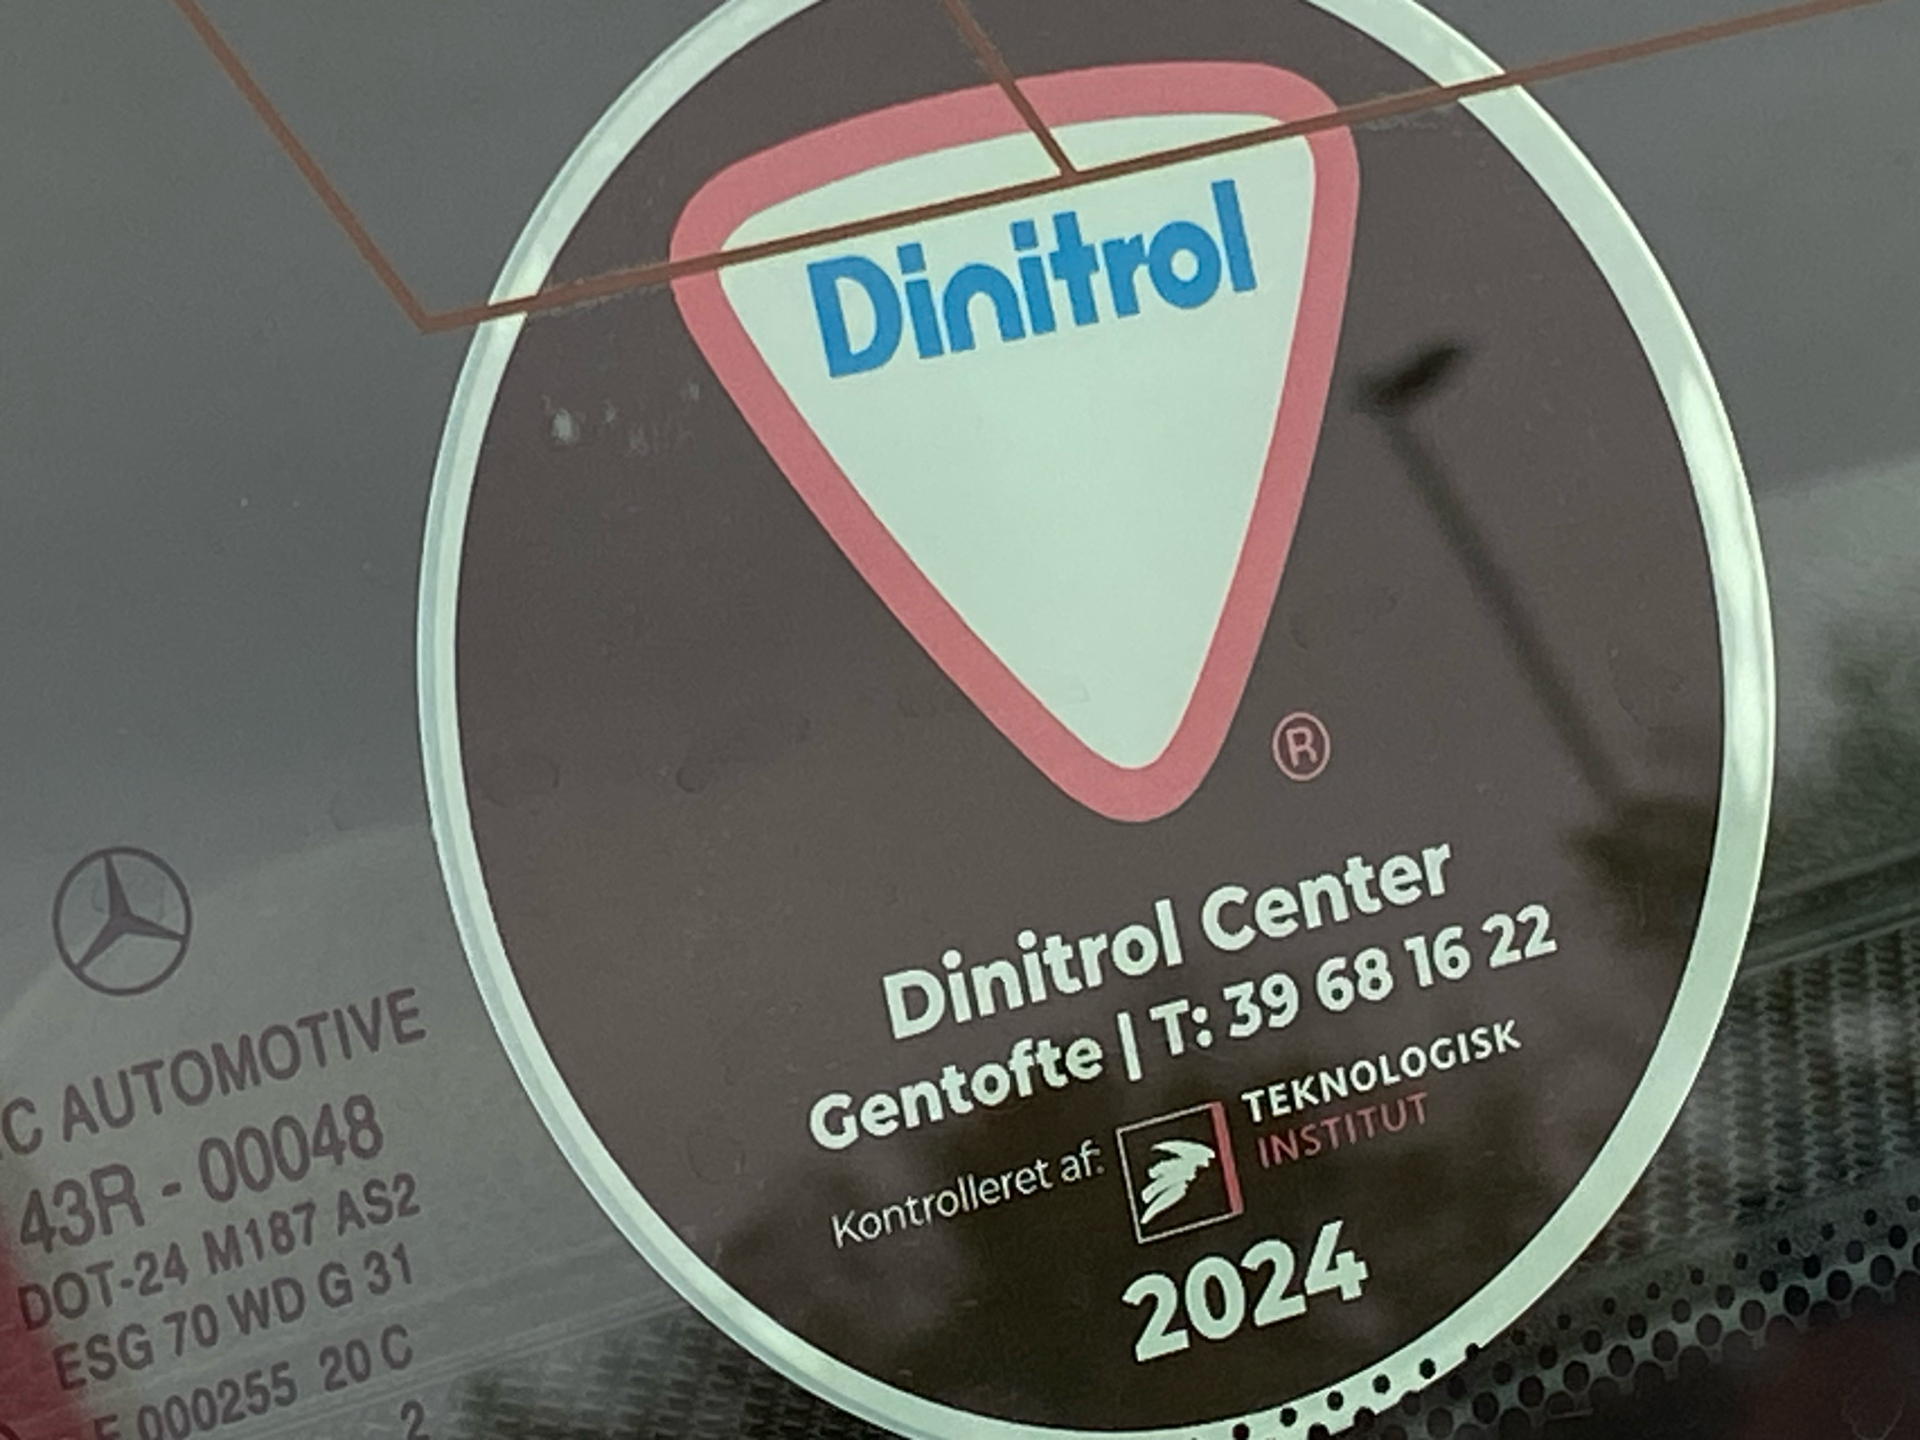 Dinitrol
®
Dinitrol Center
Gentofte | T: 39 68 16 22
Kontrolleret af:
TEKNOLOGISK
INSTITUT
2024
C AUTOMOTIVE
43R - 00048
DOT-24 M187 AS2
ESG 70 WD G 31
000255 20 C
2